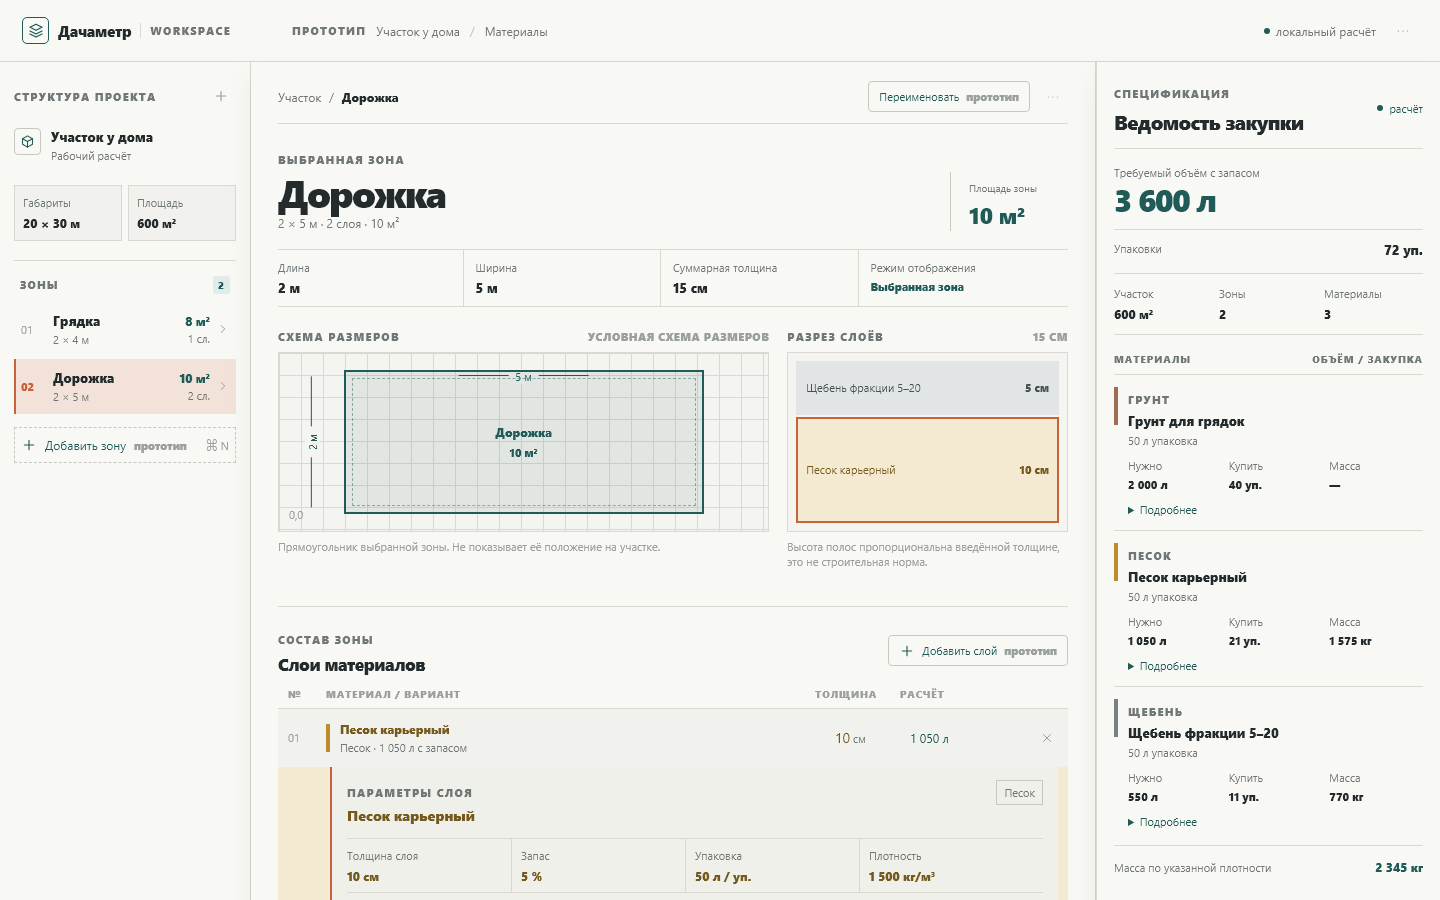 Дачаметр
WORKSPACE
ПРОТОТИП Участок у дома / Материалы
локальный расчёт
...
СТРУКТУРА ПРОЕКТА
+
Участок у дома
Рабочий расчёт
Габариты
20 × 30 м
Площадь
600 м²
ЗОНЫ
2
01
Грядка
8 м²
2 × 4 м
1 сл.
02
Дорожка
10 м²
2 × 5 м
2 сл.
+ Добавить зону прототип ⌘ N
Участок / Дорожка
Переименовать прототип
...
ВЫБРАННАЯ ЗОНА
Дорожка
2 × 5 м · 2 слоя · 10 м²
Площадь зоны
10 м²
Длина
2 м
Ширина
5 м
Суммарная толщина
15 см
Режим отображения
Выбранная зона
СХЕМА РАЗМЕРОВ
УСЛОВНАЯ СХЕМА РАЗМЕРОВ
5 м
2 м
Дорожка
10 м²
0,0
Прямоугольник выбранной зоны. Не показывает её положение на участке.
РАЗРЕЗ СЛОЁВ
15 СМ
Щебень фракции 5–20
5 см
Песок карьерный
10 см
Высота полос пропорциональна введённой толщине,
это не строительная норма.
СОСТАВ ЗОНЫ
Слои материалов
+ Добавить слой прототип
№
МАТЕРИАЛ / ВАРИАНТ
ТОЛЩИНА
РАСЧЁТ
01
Песок карьерный
Песок · 1 050 л с запасом
10 см
1 050 л
×
ПАРАМЕТРЫ СЛОЯ
Песок карьерный
Песок
Толщина слоя
10 см
Запас
5 %
Упаковка
50 л / уп.
Плотность
1 500 кг/м³
СПЕЦИФИКАЦИЯ
Ведомость закупки
расчёт
Требуемый объём с запасом
3 600 л
Упаковки
72 уп.
Участок
600 м²
Зоны
2
Материалы
3
МАТЕРИАЛЫ
ОБЪЁМ / ЗАКУПКА
ГРУНТ
Грунт для грядок
50 л упаковка
Нужно
2 000 л
Купить
40 уп.
Масса
—
Подробнее
ПЕСОК
Песок карьерный
50 л упаковка
Нужно
1 050 л
Купить
21 уп.
Масса
1 575 кг
Подробнее
ЩЕБЕНЬ
Щебень фракции 5–20
50 л упаковка
Нужно
550 л
Купить
11 уп.
Масса
770 кг
Подробнее
Масса по указанной плотности
2 345 кг